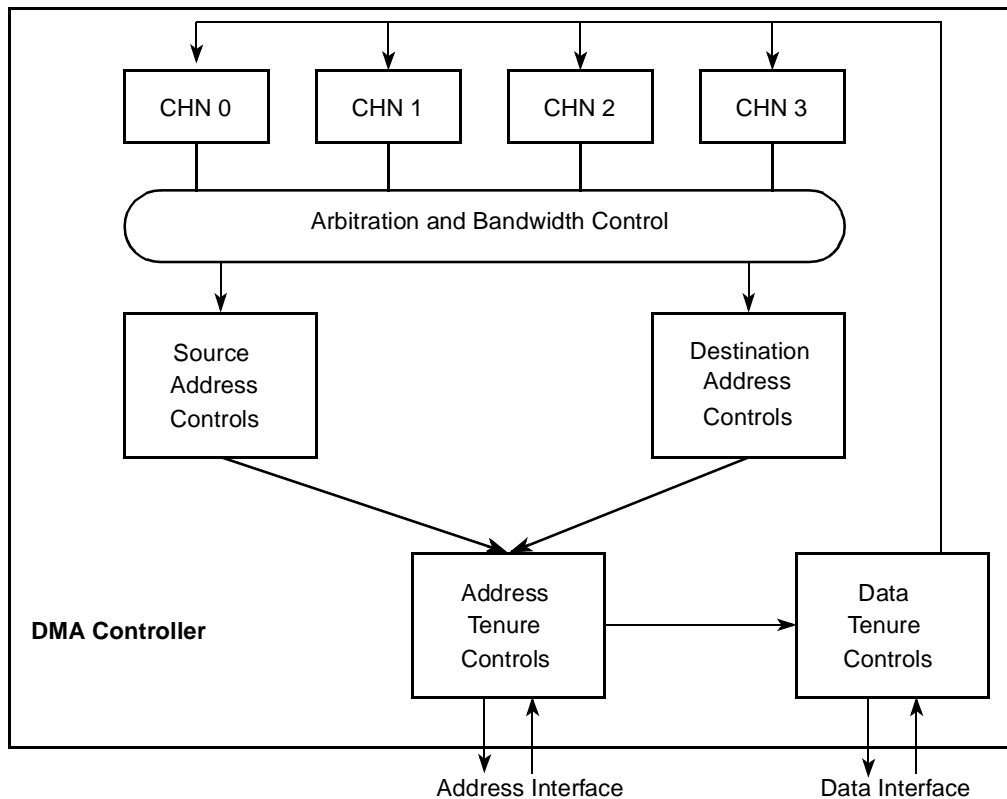 CHN 0
CHN 1
CHN 2
CHN 3
Arbitration and Bandwidth Control
Source
Address
Controls
Destination
Address
Controls
Address
Tenure
Controls
Data
Tenure
Controls
DMA Controller
Address Interface
Data Interface